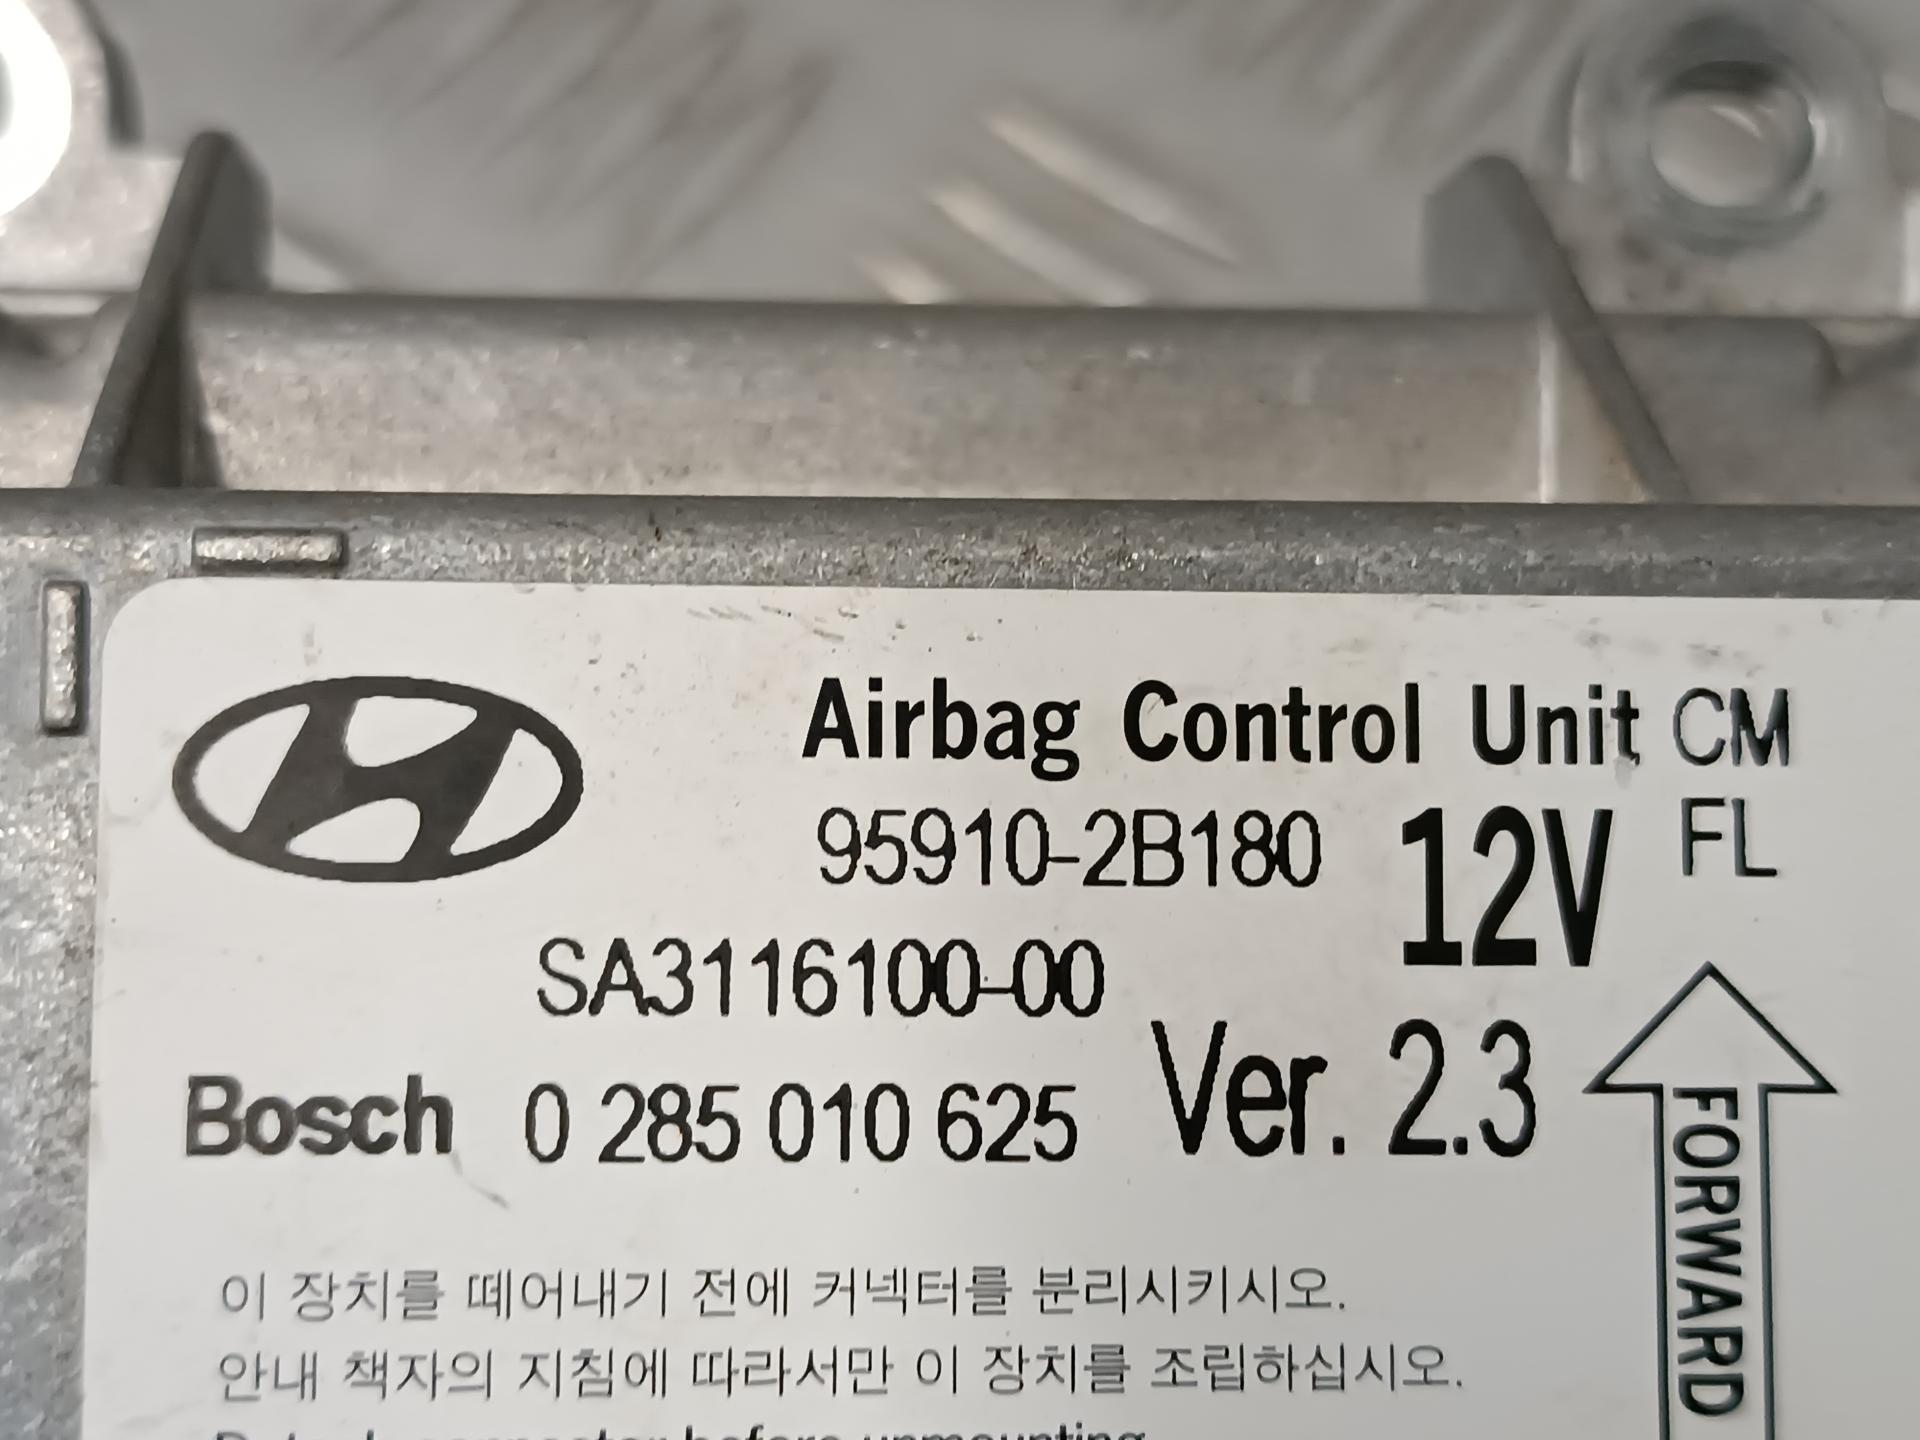 Airbag Control Unit CM
95910-2B180 12V FL
SA3116100-00
Bosch 0 285 010 625 Ver. 2.3
FORWARD
이 장치를 떼어내기 전에 커넥터를 분리시키시오.
안내 책자의 지침에 따라서만 이 장치를 조립하십시오.
before unmounting